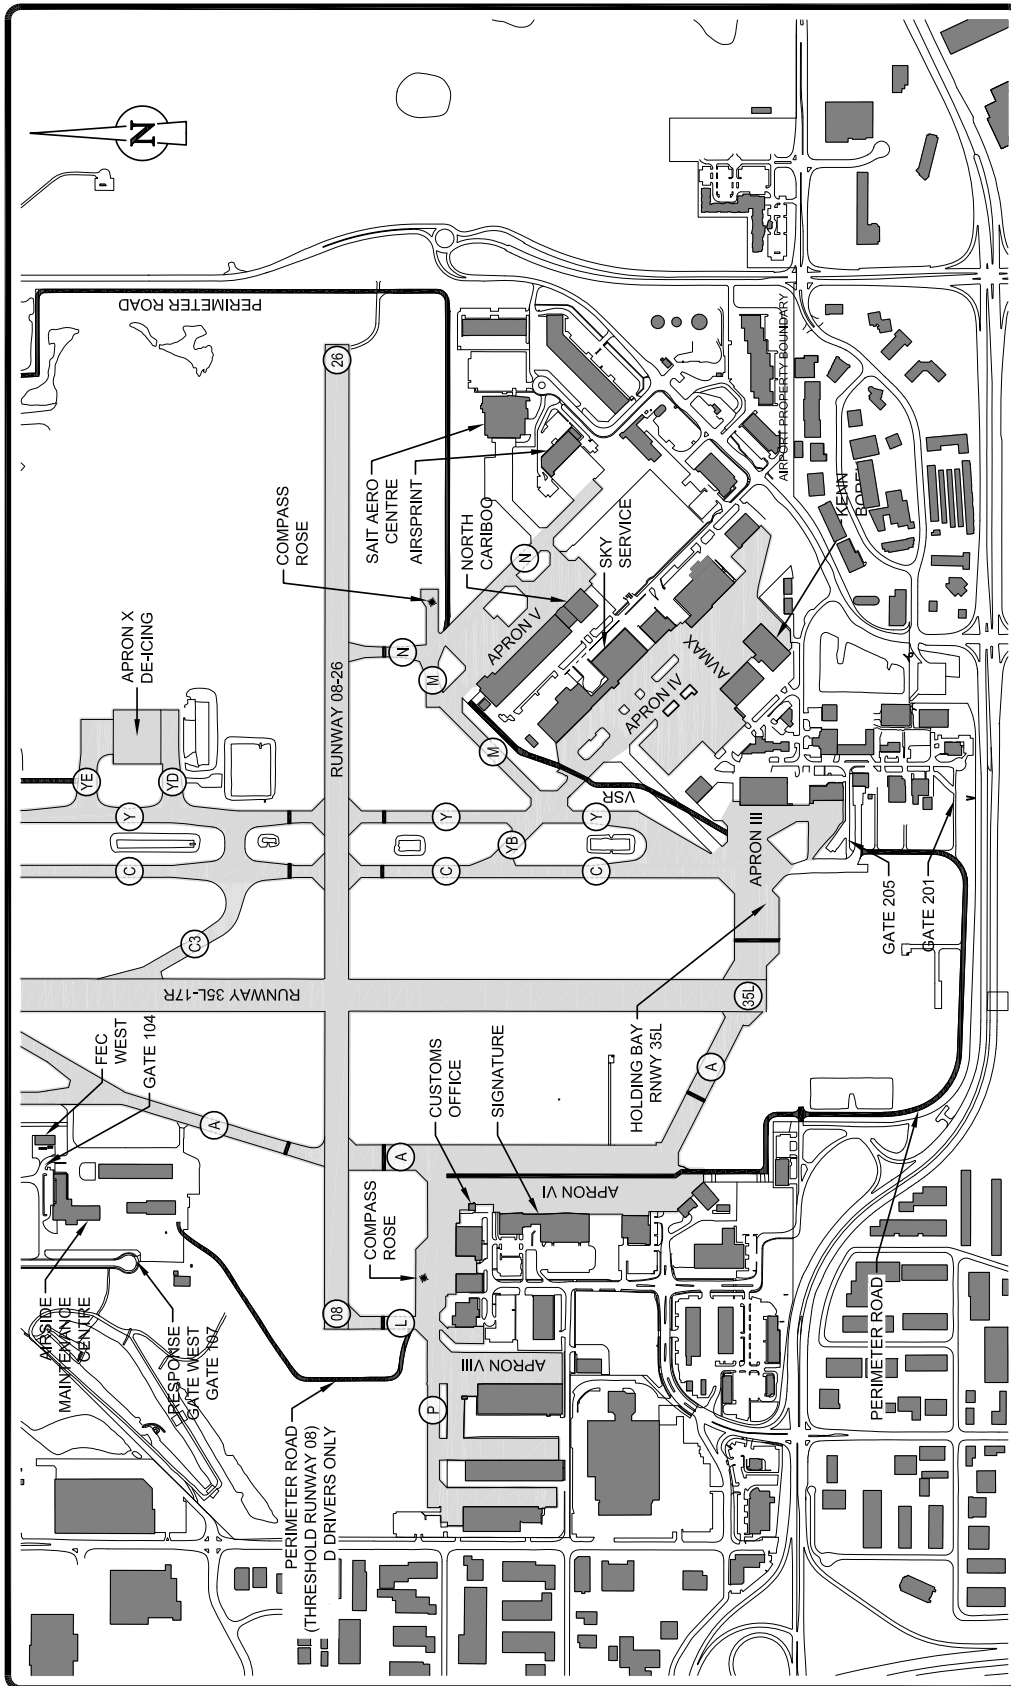 N
PERIMETER ROAD
26
COMPASS
ROSE
SAIT AERO
CENTRE
AIRSPRINT
NORTH
CARIBOO
SKY
SERVICE
AIRPORT PROPERTY BOUNDARY
KENN
BOREK
APRON X
DE-ICING
RUNWAY 08-26
N
N
M
M
APRON V
APRON IV
AVMAX
YE
YD
Y
Y
Y
VSR
YB
C
C
C
C3
APRON III
GATE 205
GATE 201
RUNWAY 35L-17R
35L
HOLDING BAY
RNWY 35L
FEC
WEST
GATE 104
CUSTOMS
OFFICE
SIGNATURE
A
A
A
APRON VI
COMPASS
ROSE
08
L
P
APRON VIII
AIRSIDE
MAINTENANCE
CENTRE
RESPONSE
GATE WEST
GATE 107
PERIMETER ROAD
(THRESHOLD RUNWAY 08)
D DRIVERS ONLY
PERIMETER ROAD